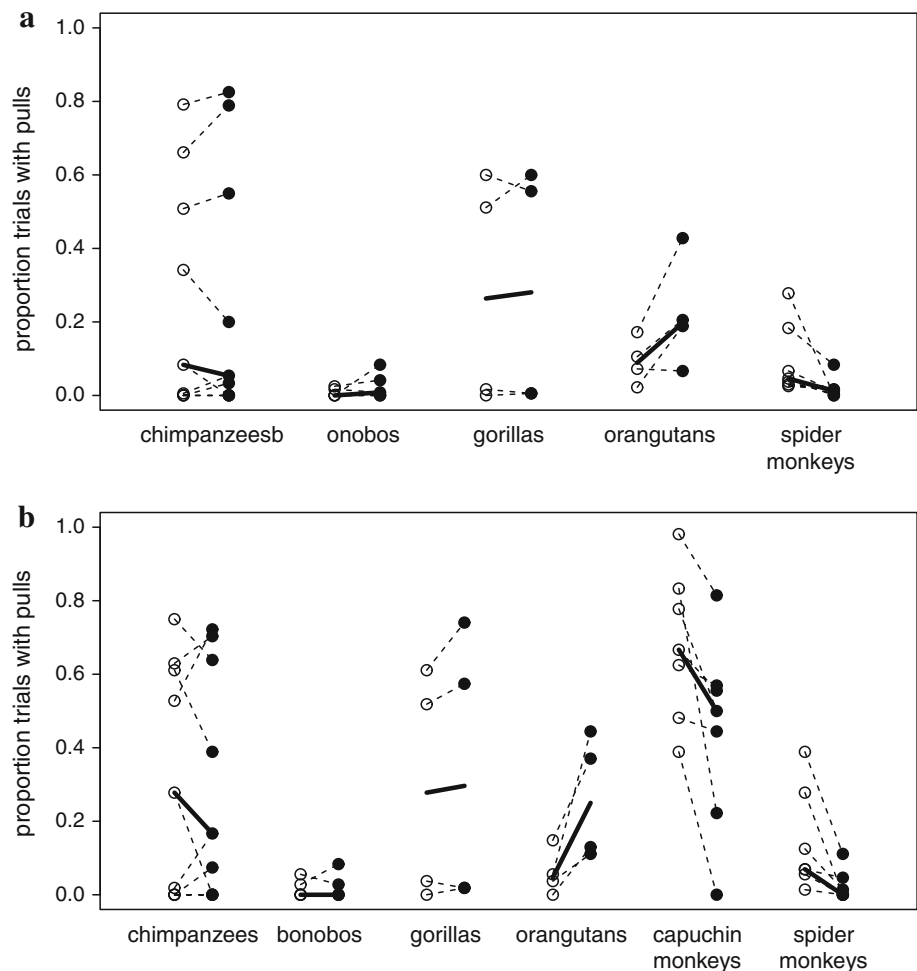 a
proportion trials with pulls
1.0
0.8
0.6
0.4
0.2
0.0
chimpanzeesb onobos gorillas orangutans spider
monkeys
b
proportion trials with pulls
1.0
0.8
0.6
0.4
0.2
0.0
chimpanzees bonobos gorillas orangutans capuchin spider
monkeys monkeys